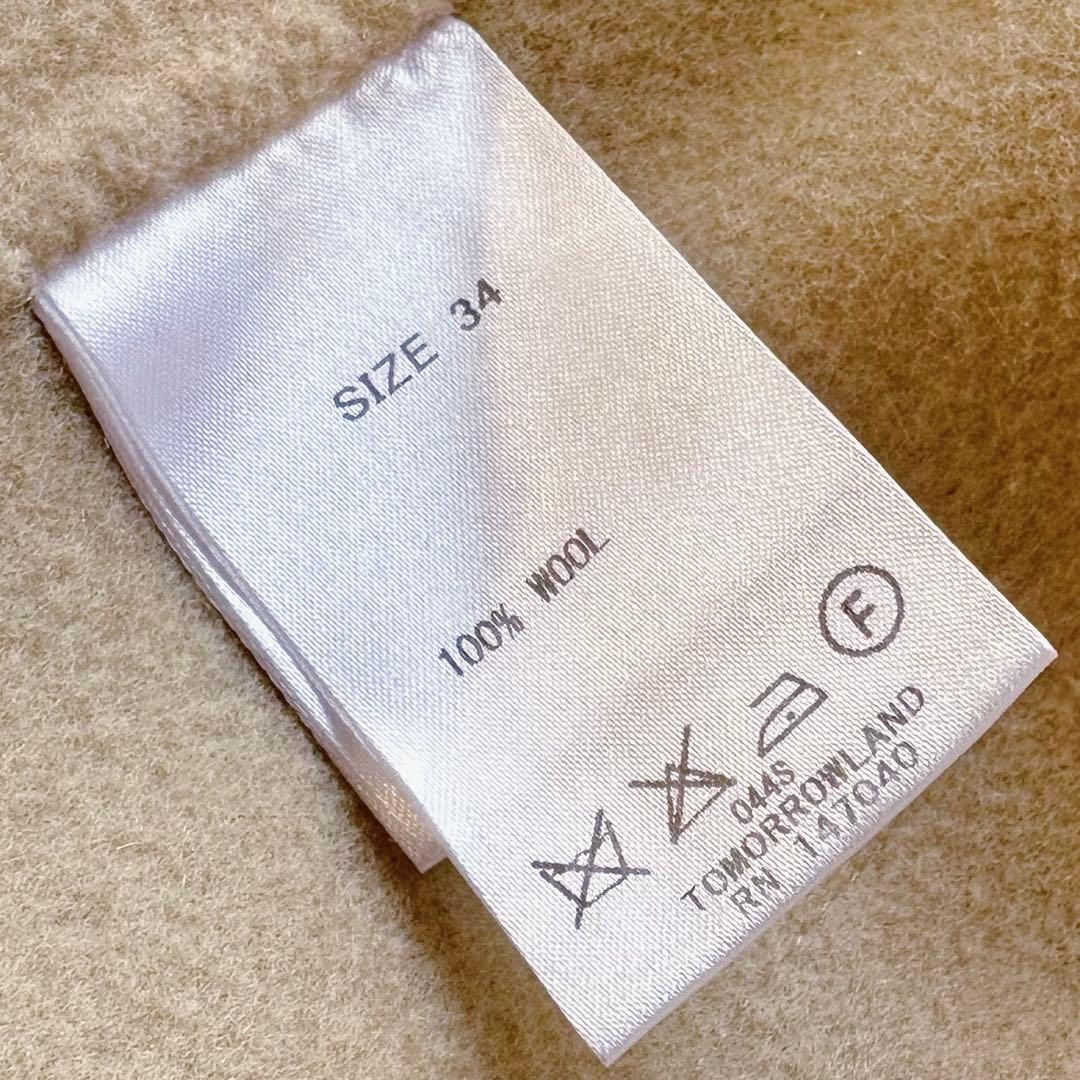 SIZE 34
100% WOOL
F
044S
TOMORROWLAND
RN 147040